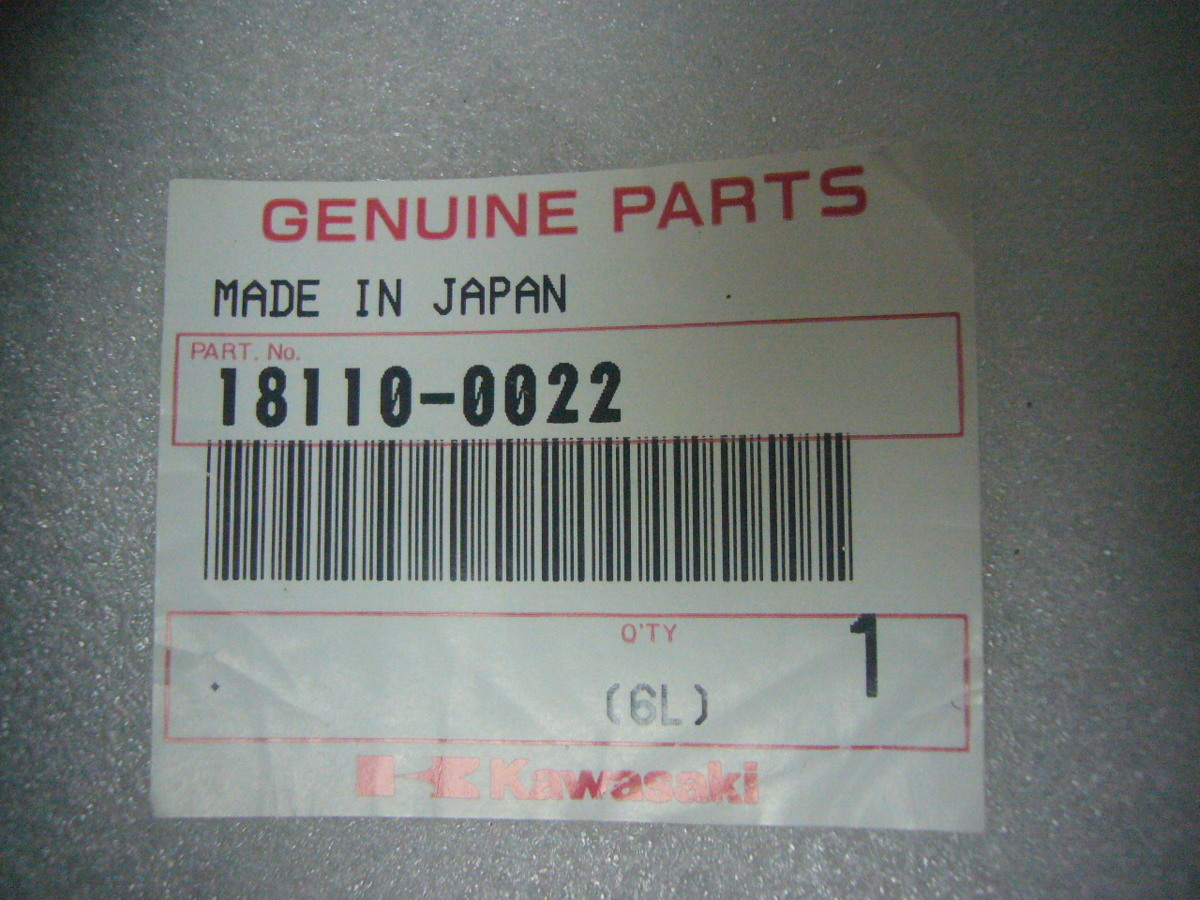 GENUINE PARTS
MADE IN JAPAN
PART. No.
18110-0022
Q'TY
1
(6L)
Kawasaki